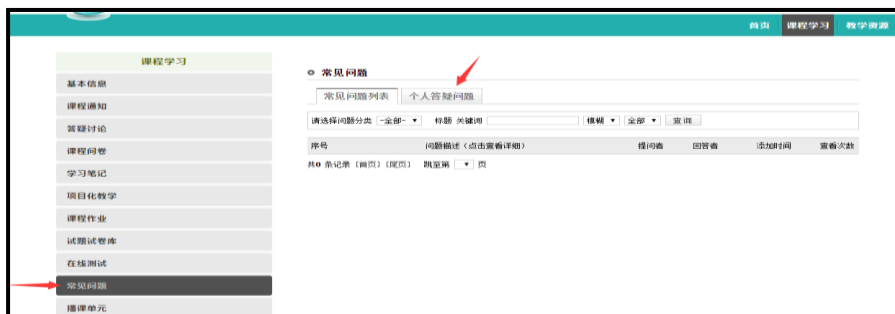 首页 课程学习 教学资源
课程学习
基本信息
课程通知
答疑讨论
课程问卷
学习笔记
项目化教学
课程作业
试题试卷库
在线测试
常见问题
播课单元
常见问题
常见问题列表 个人答疑问题
请选择问题分类 -全部- 标题 关键词 模糊 全部 查询
序号 问题描述（点击查看详细） 提问者 回答者 添加时间 查看次数
共0 条记录 [首页] [尾页] 跳至第 页